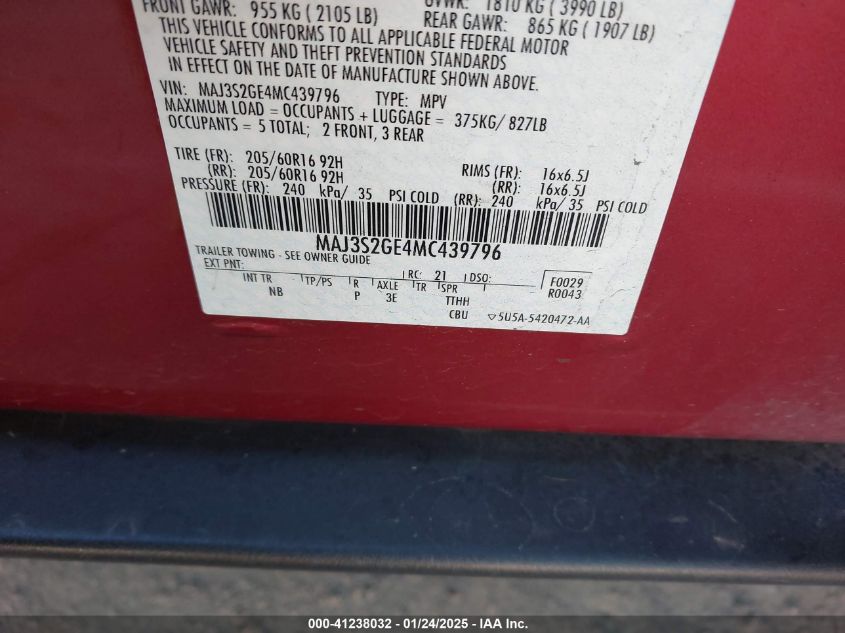 FRONT GAWR: 955 KG ( 2105 LB) GVWR: 1810 KG ( 3990 LB)
REAR GAWR: 865 KG ( 1907 LB)
THIS VEHICLE CONFORMS TO ALL APPLICABLE FEDERAL MOTOR
VEHICLE SAFETY AND THEFT PREVENTION STANDARDS
IN EFFECT ON THE DATE OF MANUFACTURE SHOWN ABOVE.
VIN: MAJ3S2GE4MC439796 TYPE: MPV
MAXIMUM LOAD = OCCUPANTS + LUGGAGE = 375KG/ 827LB
OCCUPANTS = 5 TOTAL; 2 FRONT, 3 REAR
TIRE (FR): 205/60R16 92H RIMS (FR): 16x6.5J
(RR): 205/60R16 92H (RR): 16x6.5J
PRESSURE (FR): 240 kPa/ 35 PSI COLD (RR): 240 kPa/ 35 PSI COLD
MAJ3S2GE4MC439796
TRAILER TOWING - SEE OWNER GUIDE
EXT PNT: RC: 21 DSO: F0029
INT TR TP/PS R AXLE TR SPR R0043
NB P 3E TTHH
CBU ▽5U5A-5420472-AA
000-41238032 - 01/24/2025 - IAA Inc.